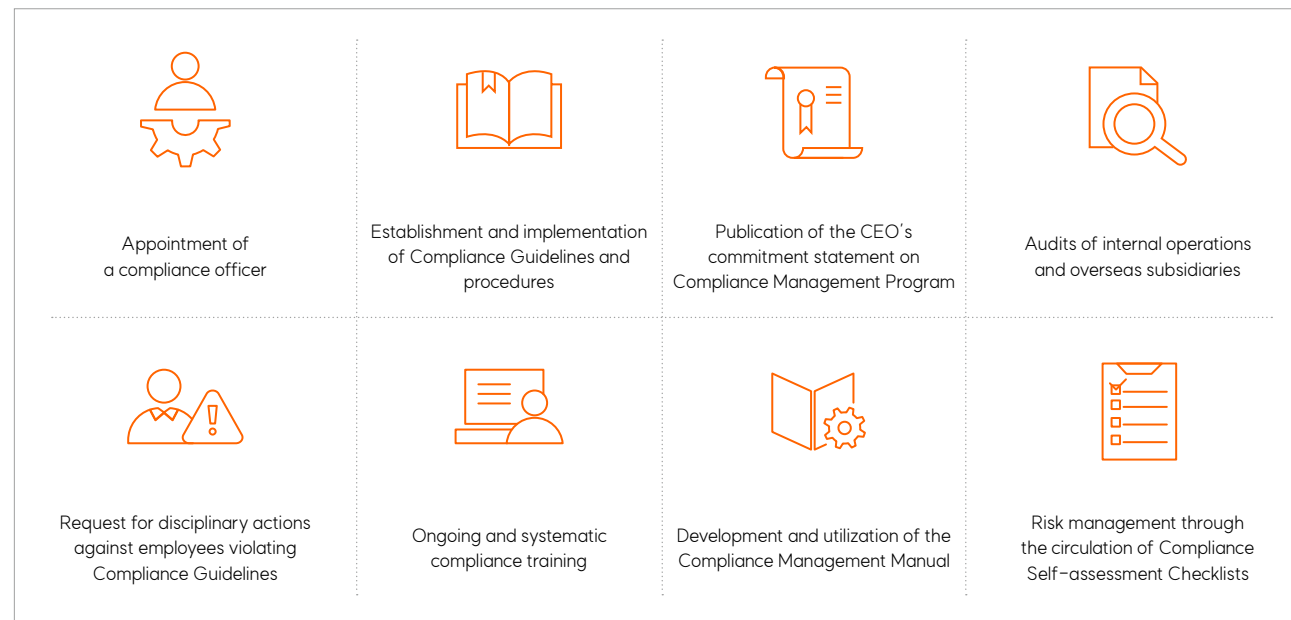 Appointment of
a compliance officer
Establishment and implementation
of Compliance Guidelines and
procedures
Publication of the CEO´s
commitment statement on
Compliance Management Program
Audits of internal operations
and overseas subsidiaries
Request for disciplinary actions
against employees violating
Compliance Guidelines
Ongoing and systematic
compliance training
Development and utilization of the
Compliance Management Manual
Risk management through
the circulation of Compliance
Self-assessment Checklists